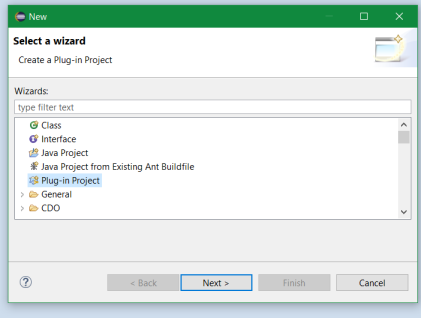 New
Select a wizard
Create a Plug-in Project
Wizards:
type filter text
Class
Interface
Java Project
Java Project from Existing Ant Buildfile
Plug-in Project
General
CDO
< Back Next > Finish Cancel